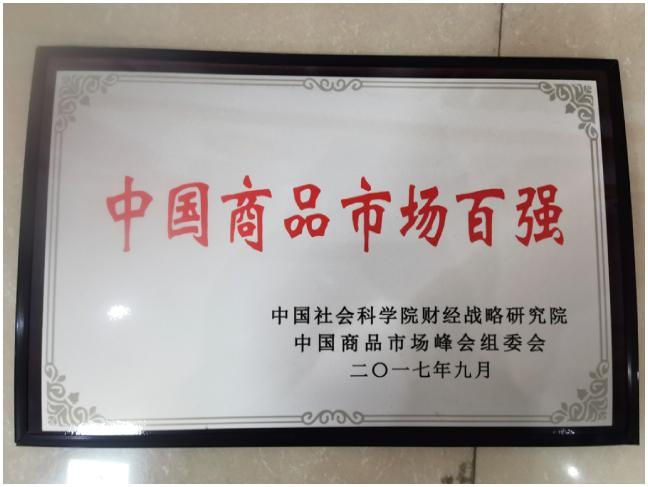 中国商品市场百强
中国社会科学院财经战略研究院
中国商品市场峰会组委会
二〇一七年九月